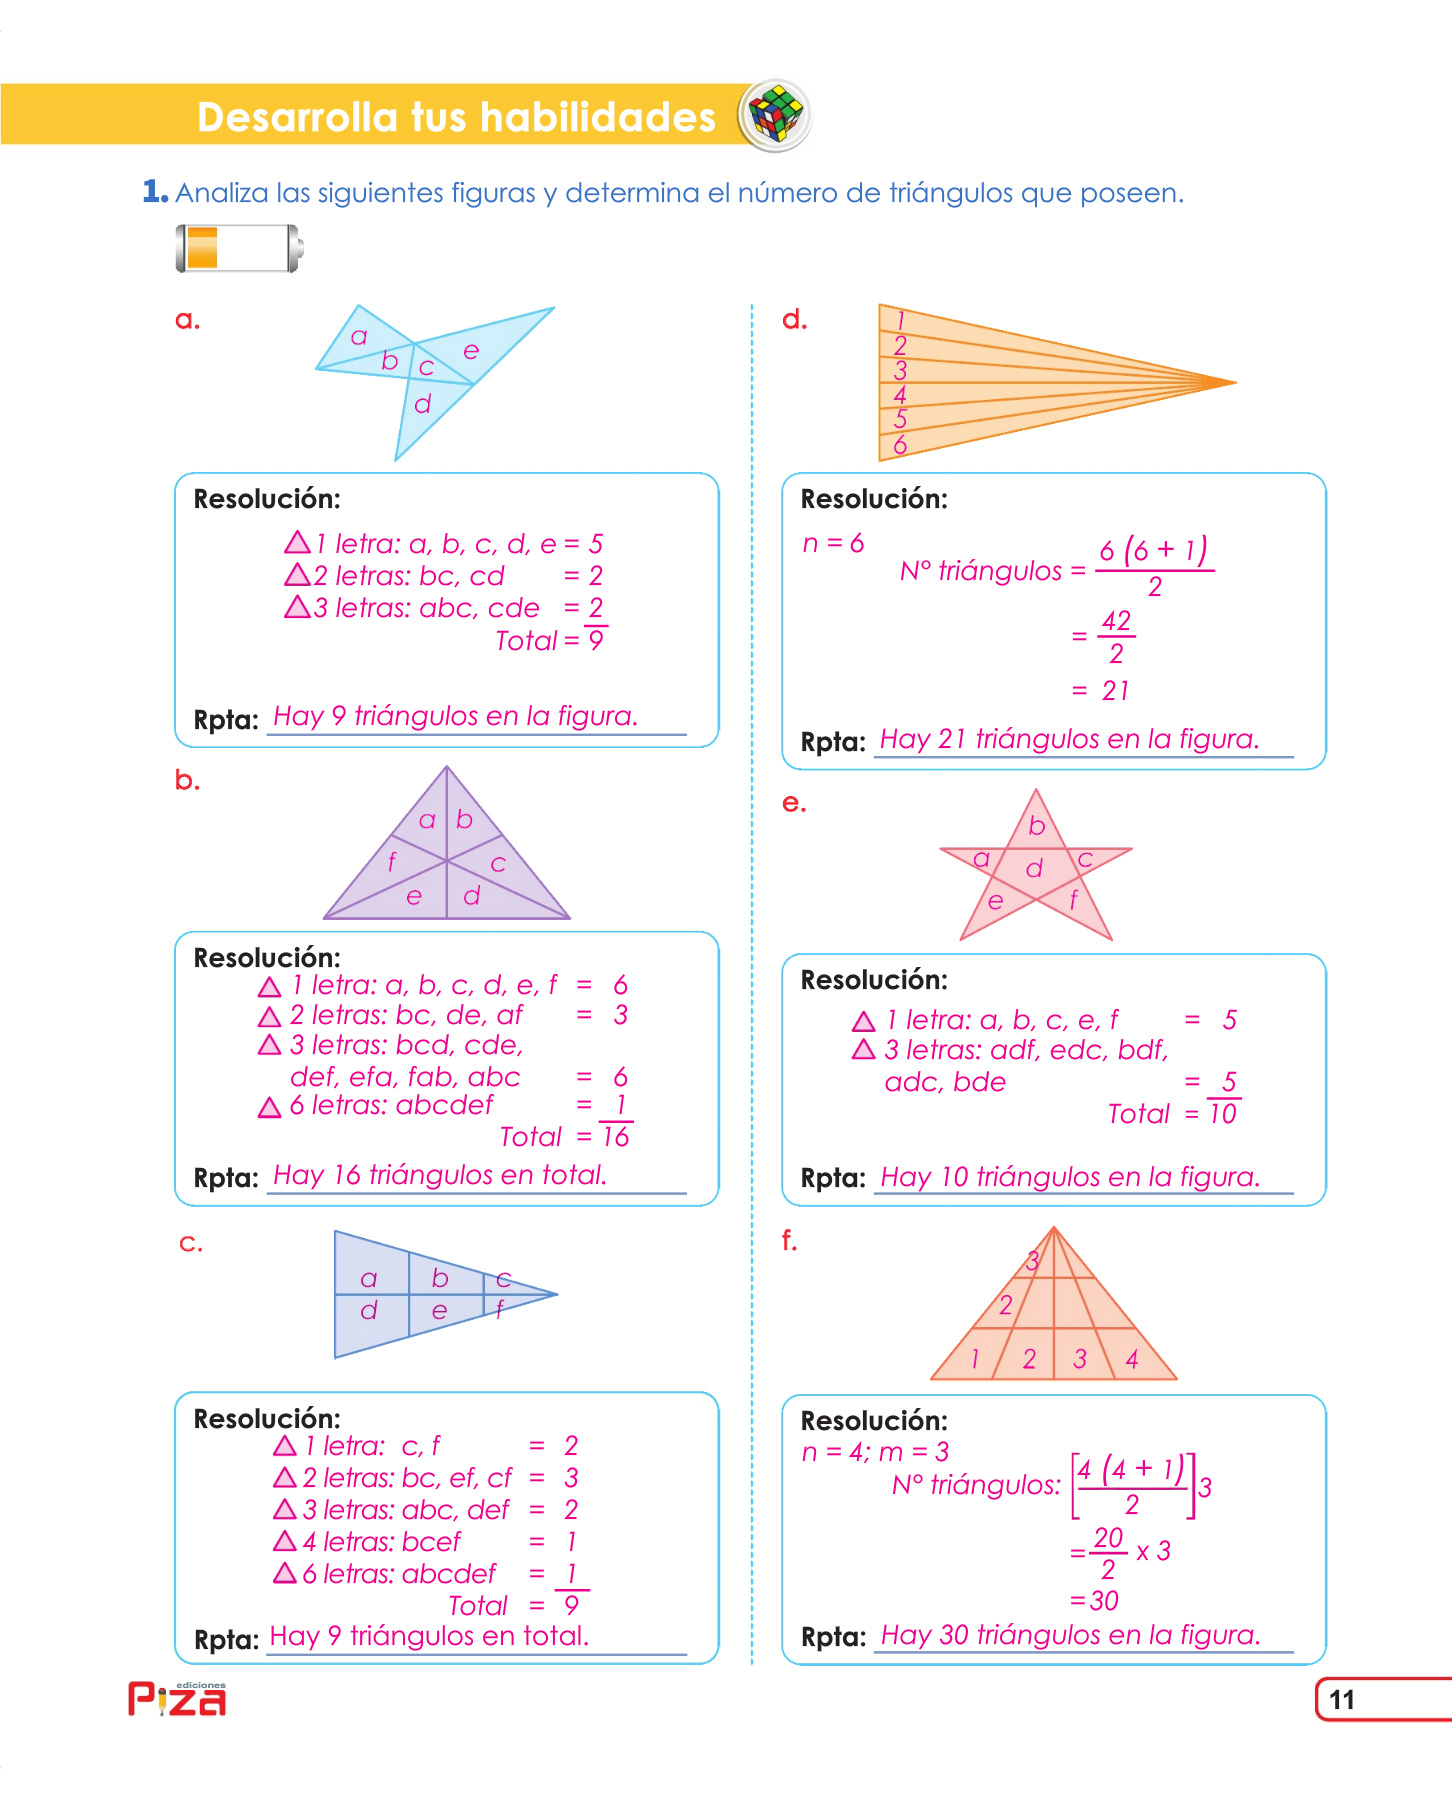 Desarrolla tus habilidades
1. Analiza las siguientes figuras y determina el número de triángulos que poseen.
a.
a
b
c
e
d
Resolución:
1 letra: a, b, c, d, e = 5
2 letras: bc, cd = 2
3 letras: abc, cde = 2
Total = 9
Rpta: Hay 9 triángulos en la figura.
b.
a b
f c
e d
Resolución:
1 letra: a, b, c, d, e, f = 6
2 letras: bc, de, af = 3
3 letras: bcd, cde,
def, efa, fab, abc = 6
6 letras: abcdef = 1
Total = 16
Rpta: Hay 16 triángulos en total.
c.
a b c
d e f
Resolución:
1 letra: c, f = 2
2 letras: bc, ef, cf = 3
3 letras: abc, def = 2
4 letras: bcef = 1
6 letras: abcdef = 1
Total = 9
Rpta: Hay 9 triángulos en total.
d.
1
2
3
4
5
6
Resolución:
n = 6
N° triángulos = 6 (6 + 1)
2
= 42
2
= 21
Rpta: Hay 21 triángulos en la figura.
e.
b
a d c
e f
Resolución:
1 letra: a, b, c, e, f = 5
3 letras: adf, edc, bdf,
adc, bde = 5
Total = 10
Rpta: Hay 10 triángulos en la figura.
f.
3
2
1 2 3 4
Resolución:
n = 4; m = 3
N° triángulos: [4 (4 + 1)
2]3
= 20
2 x 3
= 30
Rpta: Hay 30 triángulos en la figura.
ediciones
Piza
11